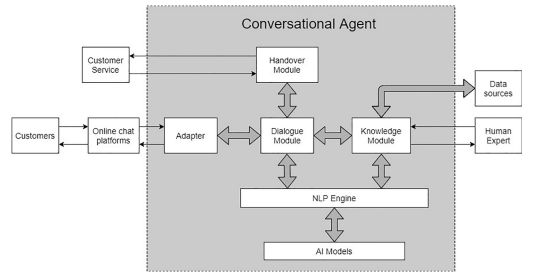 Conversational Agent
Customer
Service
Handover
Module
Data
sources
Customers
Online chat
platforms
Adapter
Dialogue
Module
Knowledge
Module
Human
Expert
NLP Engine
AI Models